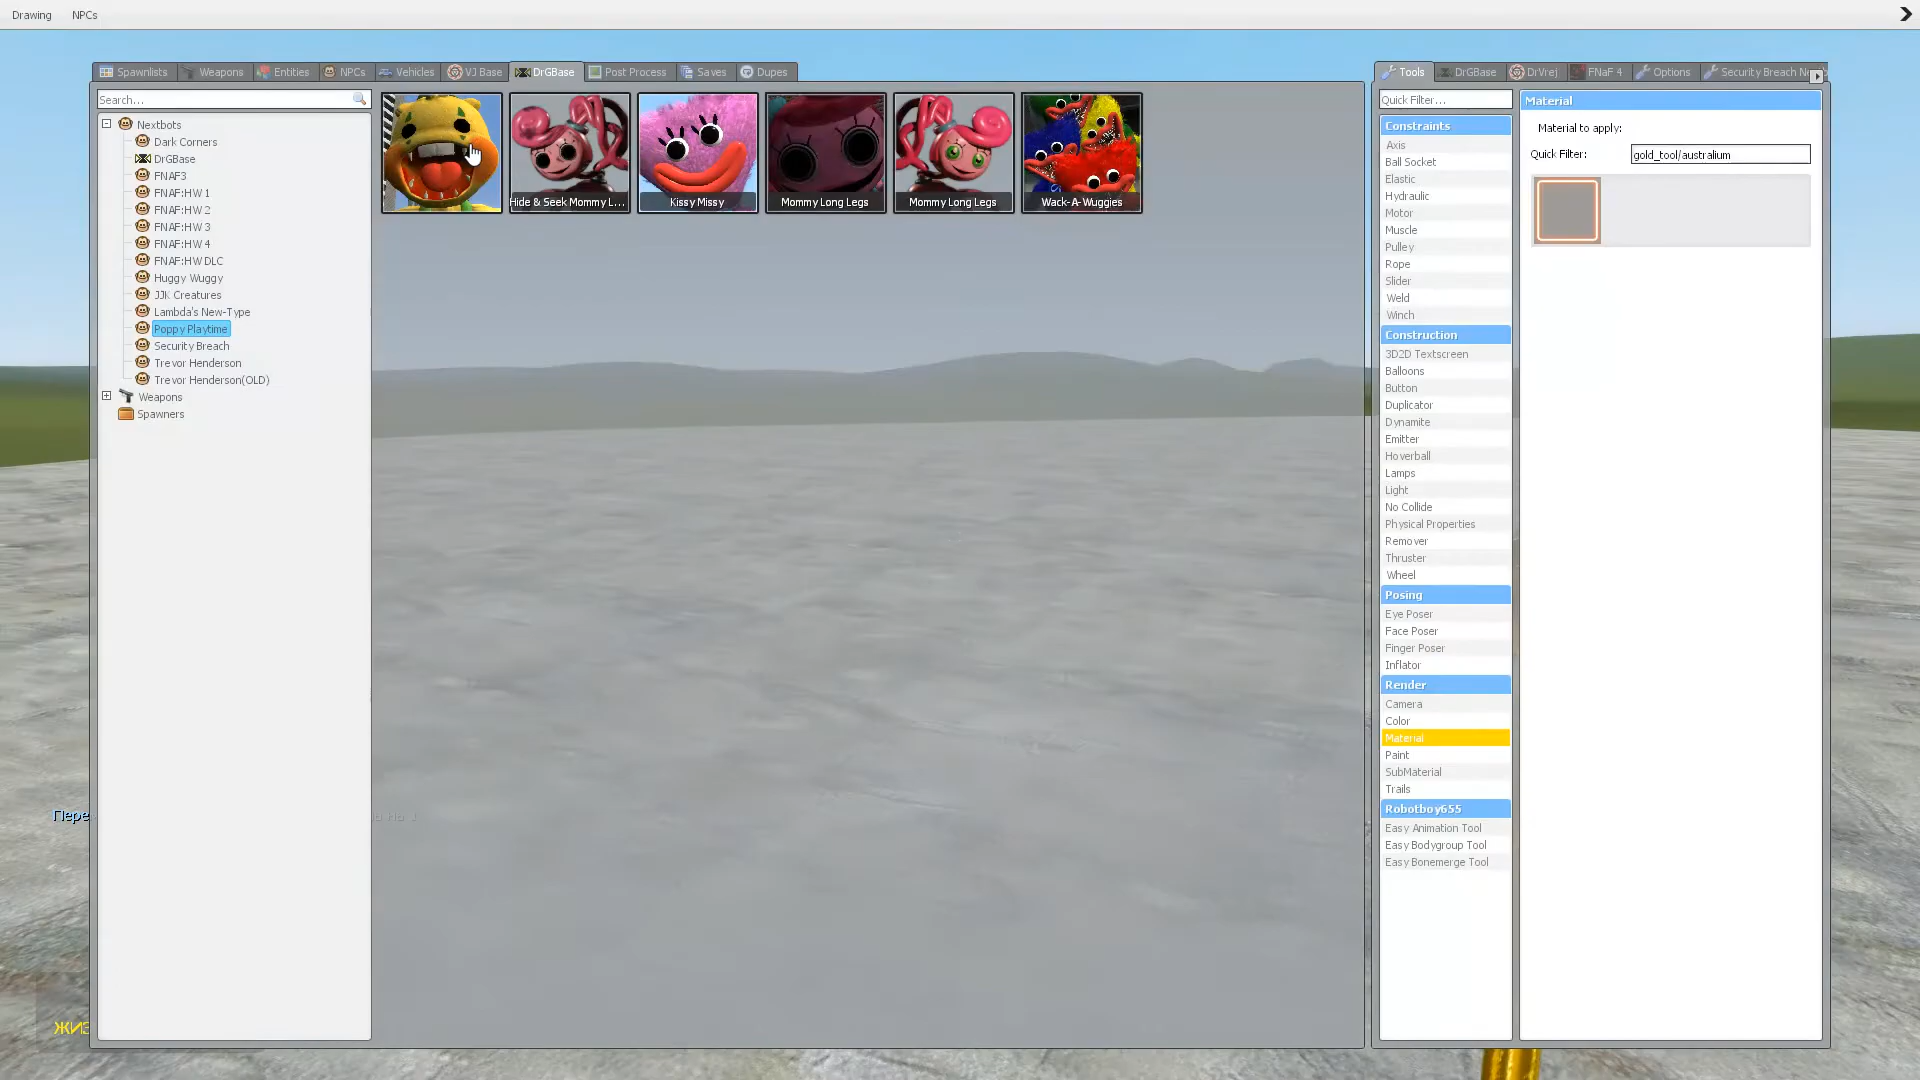 Drawing NPCs
Spawnlists Weapons Entities NPCs Vehicles VJ Base DrGBase Post Process Saves Dupes
Tools DrGBase DrVrej FNaF 4 Options Security Breach
Search...
Nextbots
Dark Corners
DrGBase
FNAF3
FNAF:HW 1
FNAF:HW 2
FNAF:HW 3
FNAF:HW 4
FNAF:HW DLC
Huggy Wuggy
JJK Creatures
Lambda's New-Type
Poppy Playtime
Security Breach
Trevor Henderson
Trevor Henderson(OLD)
Weapons
Spawners
Hide & Seek Mommy L...
Kissy Missy
Mommy Long Legs
Mommy Long Legs
Wack-A-Wuggies
Quick Filter...
Constraints
Axis
Ball Socket
Elastic
Hydraulic
Motor
Muscle
Pulley
Rope
Slider
Weld
Winch
Construction
3D2D Textscreen
Balloons
Button
Duplicator
Dynamite
Emitter
Hoverball
Lamps
Light
No Collide
Physical Properties
Remover
Thruster
Wheel
Posing
Eye Poser
Face Poser
Finger Poser
Inflator
Render
Camera
Color
Material
Paint
SubMaterial
Trails
Robotboy655
Easy Animation Tool
Easy Bodygroup Tool
Easy Bonemerge Tool
Material
Material to apply:
Quick Filter: gold_tool/australium
Пере
ЖИЗ